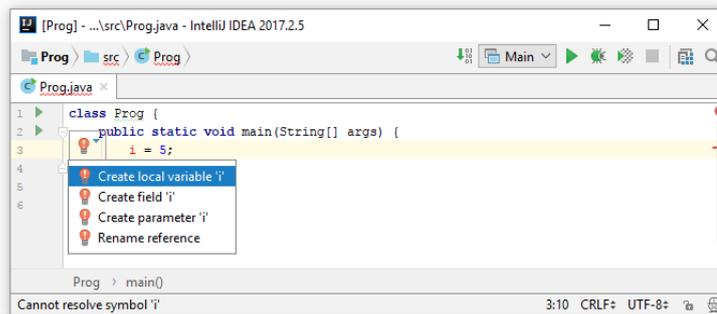 [Prog] - ...\src\Prog.java - IntelliJ IDEA 2017.2.5
Prog src Prog Main
Prog.java
1 class Prog {
2 public static void main(String[] args) {
3 i = 5;
4
Create local variable 'i'
5
Create field 'i'
6
Create parameter 'i'
Rename reference
Prog > main()
Cannot resolve symbol 'i' 3:10 CRLF UTF-8